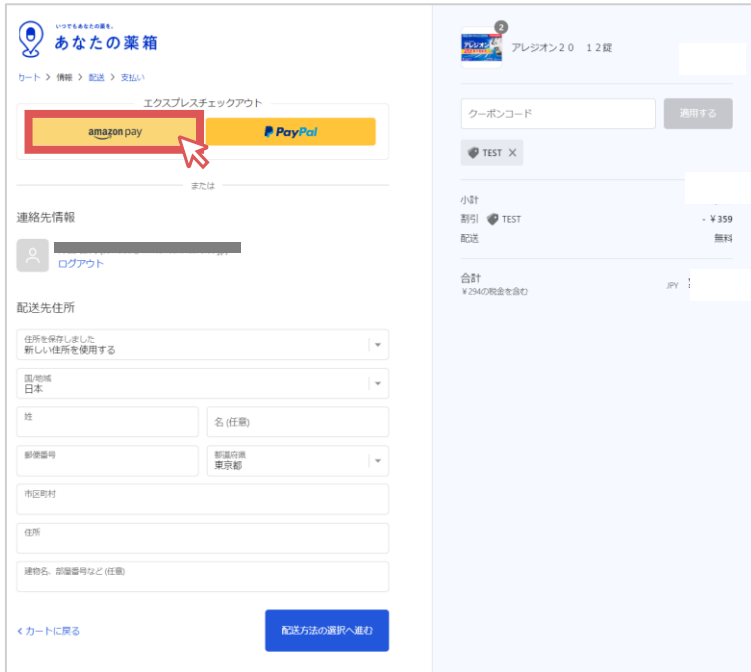 いつでもあなたの薬を。
あなたの薬箱
カート > 情報 > 配送 > 支払い
エクスプレスチェックアウト
amazon pay
PayPal
または
連絡先情報
ログアウト
配送先住所
住所を保存しました
新しい住所を使用する
国/地域
日本
姓
名 (任意)
郵便番号
都道府県
東京都
市区町村
住所
建物名、部屋番号など (任意)
< カートに戻る
配送方法の選択へ進む
2
アレジオン
アレジオン20 12錠
クーポンコード
適用する
TEST ×
小計
割引 TEST
- ¥359
配送
無料
合計
¥294の税金を含む
JPY